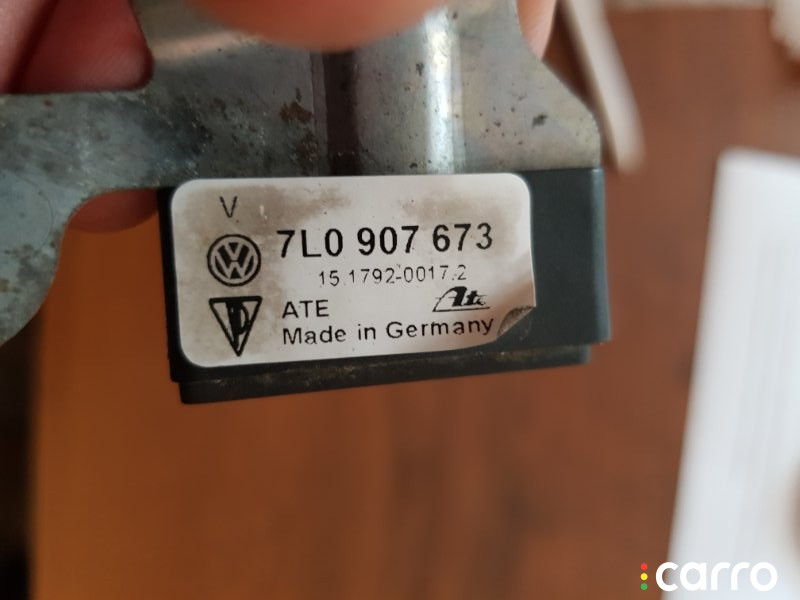 V
7L0 907 673
15.1792-0017.2
ATE
Ate
Made in Germany
carro